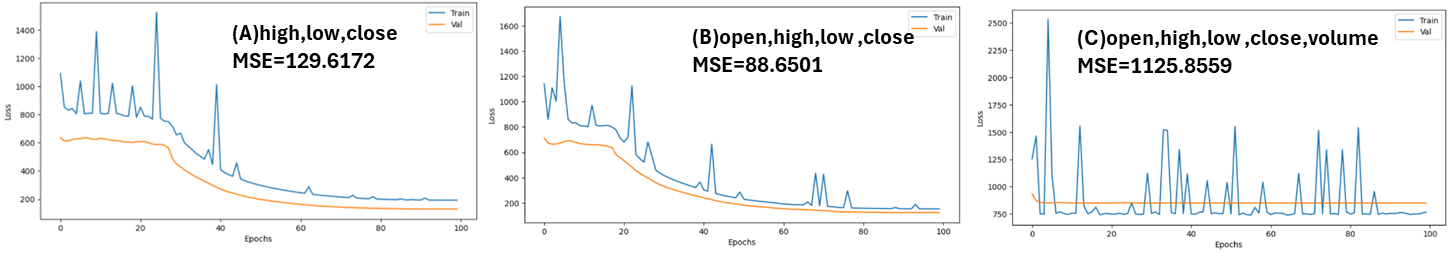 (A)high,low,close
MSE=129.6172
Train
Val
Loss
1400
1200
1000
800
600
400
200
0
20
40
60
80
100
Epochs
(B)open,high,low ,close
MSE=88.6501
Train
Val
Loss
1600
1400
1200
1000
800
600
400
200
0
20
40
60
80
100
Epochs
(C)open,high,low ,close,volume
MSE=1125.8559
Train
Val
Loss
2500
2250
2000
1750
1500
1250
1000
750
0
20
40
60
80
100
Epochs